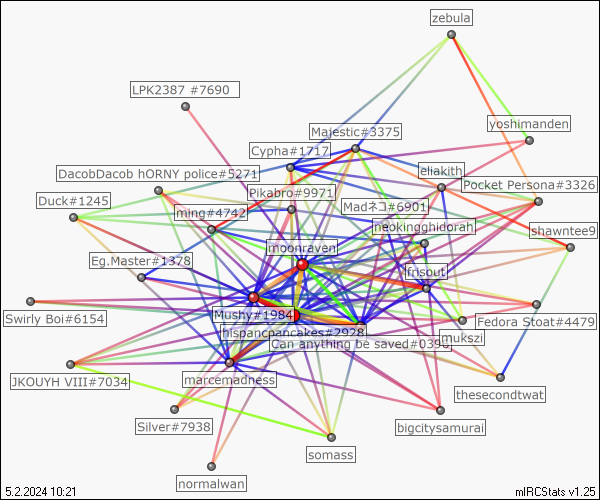 zebula
LPK2387 #7690
yoshimanden
Majestic#3375
Cypha#1717
eliakith
DacobDacob hORNY police#5271
Pocket Persona#3326
Pikabro#9971
Duck#1245
Madネコ#6901
ming#4742
neokingghidorah
shawntee9
moonraven
Eg.Master#1378
fnsout
Mushy#1984
Swirly Boi#6154
Fedora Stoat#4479
hispancpancakes#2928
mukszi
Can anything be saved#0390
marcemadness
JKOUYH VIII#7034
thesecondtwat
Silver#7938
bigcitysamurai
somass
normalwan
5.2.2024 10:21
mIRCStats v1.25